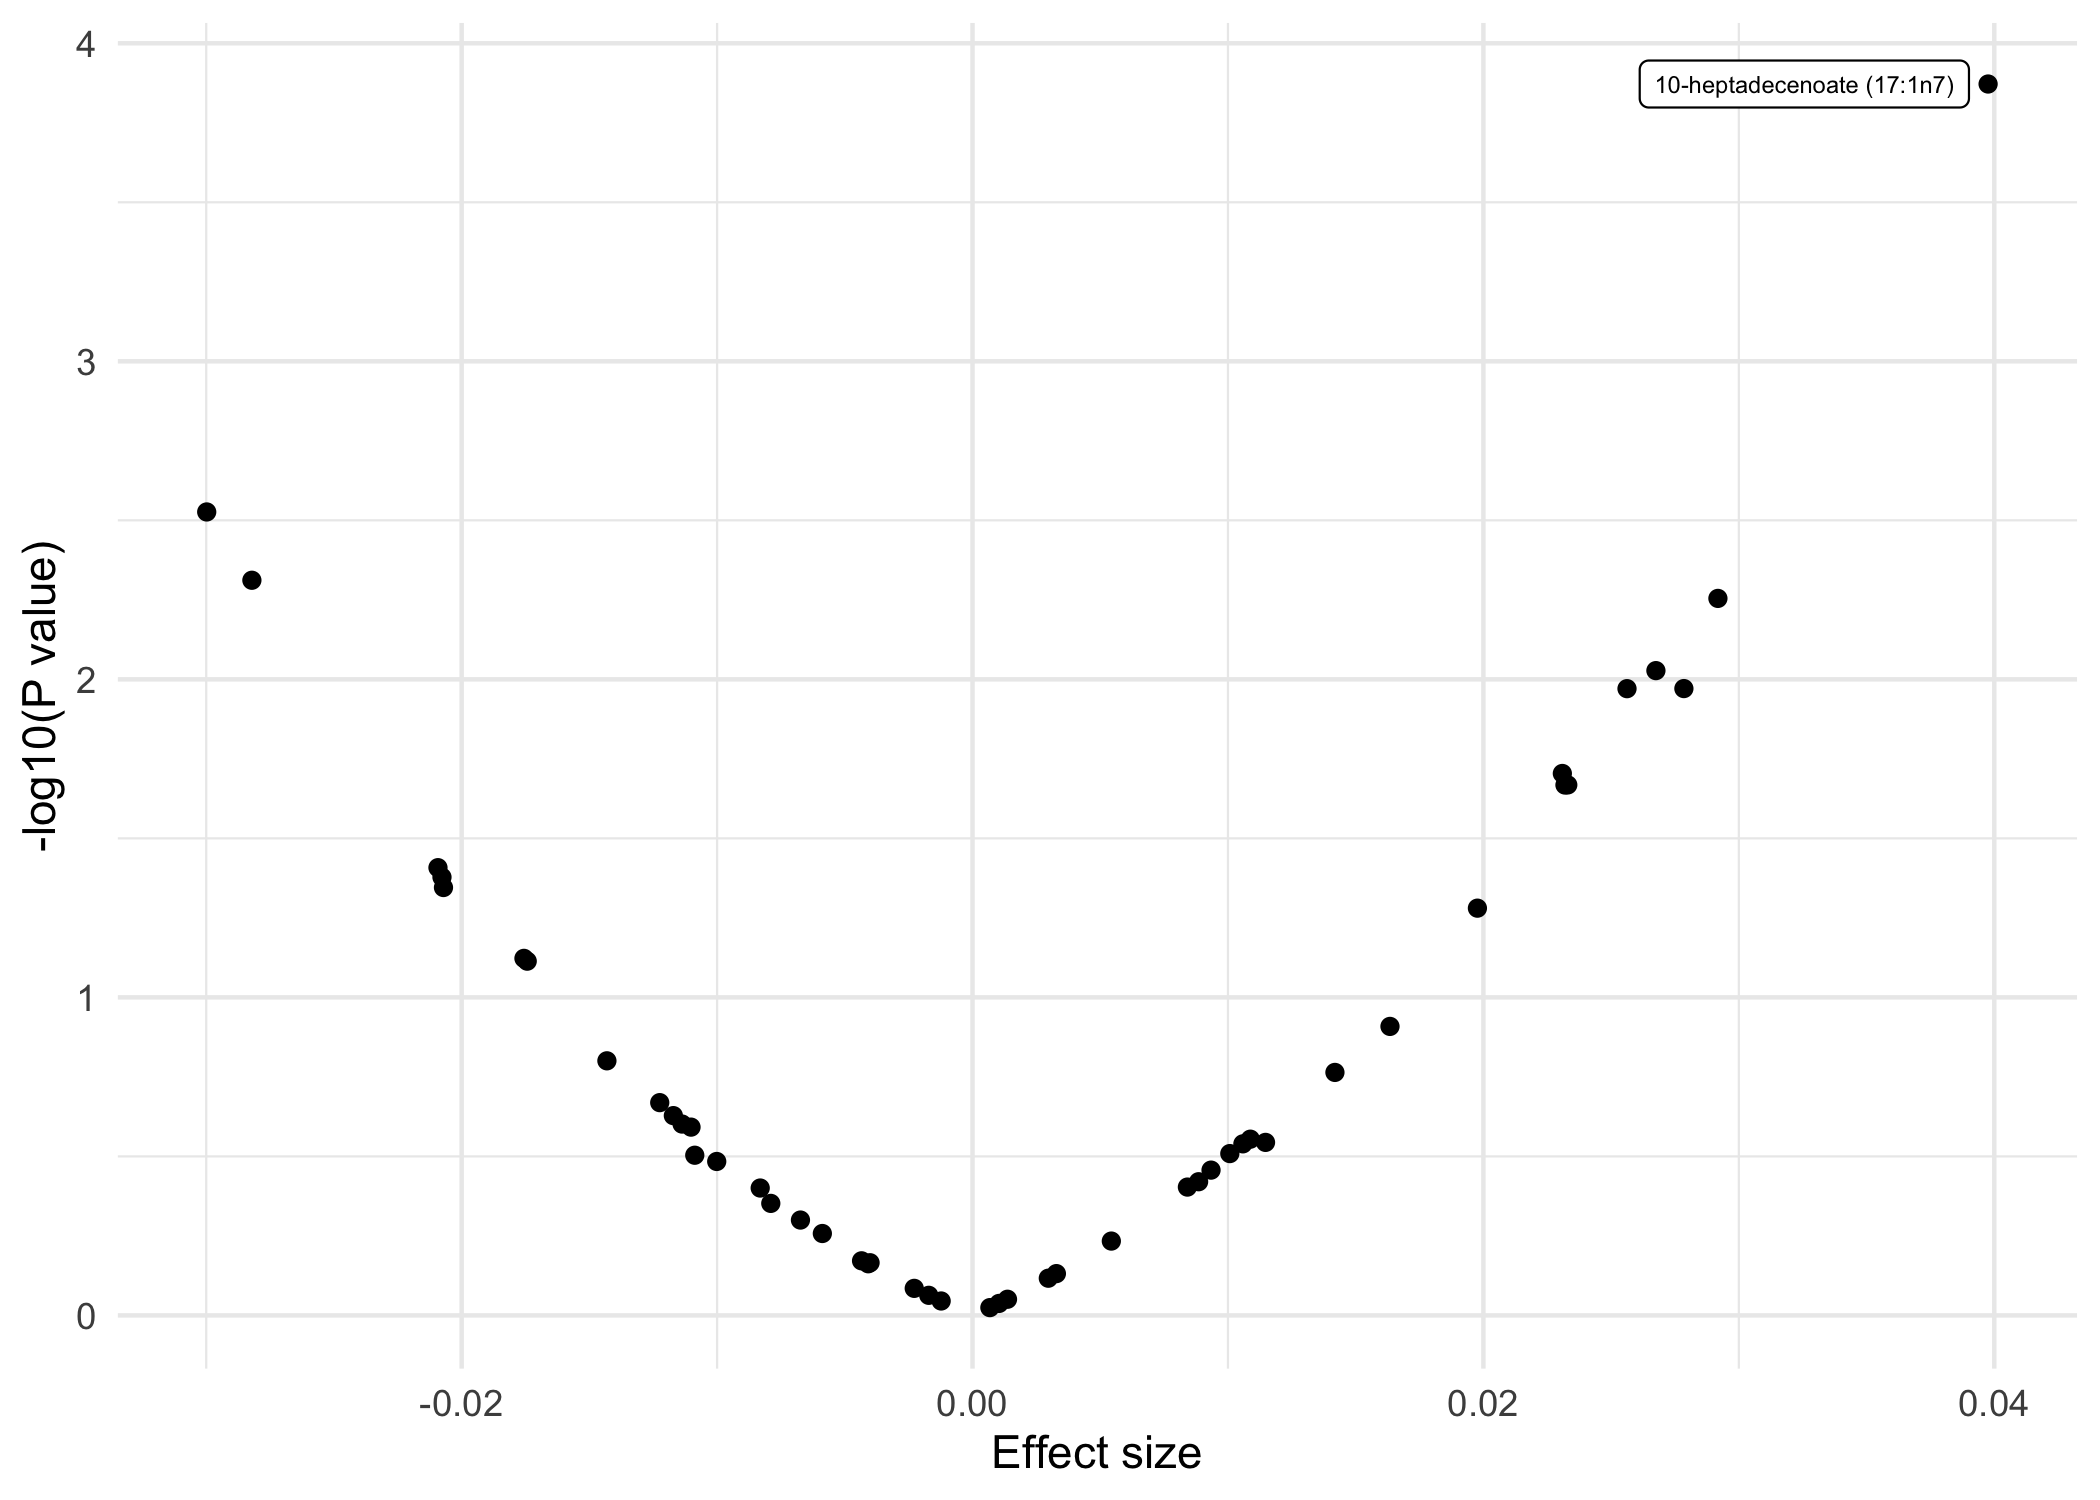 4
10-heptadecenoate (17:1n7)
3
2
1
0
-log10(P value)
-0.02 0.00 0.02 0.04
Effect size